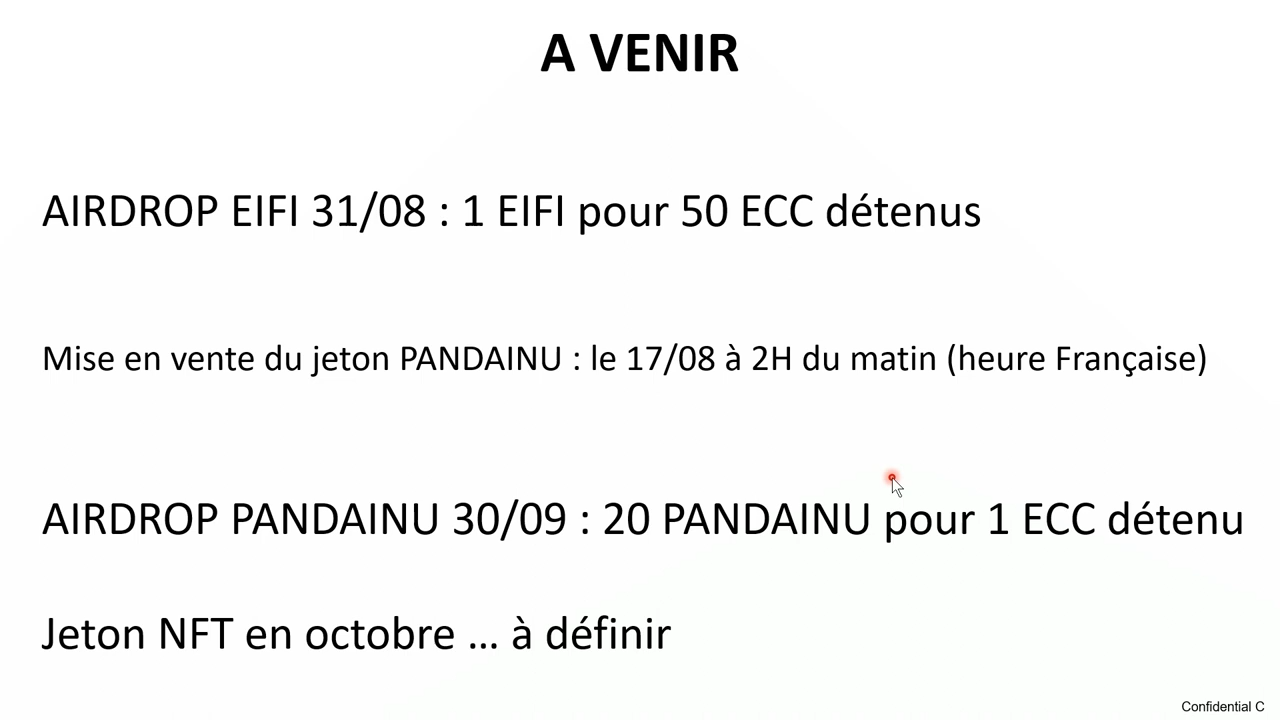 A VENIR
AIRDROP EIFI 31/08 : 1 EIFI pour 50 ECC détenus
Mise en vente du jeton PANDAINU : le 17/08 à 2H du matin (heure Française)
AIRDROP PANDAINU 30/09 : 20 PANDAINU pour 1 ECC détenu
Jeton NFT en octobre … à définir
Confidential C